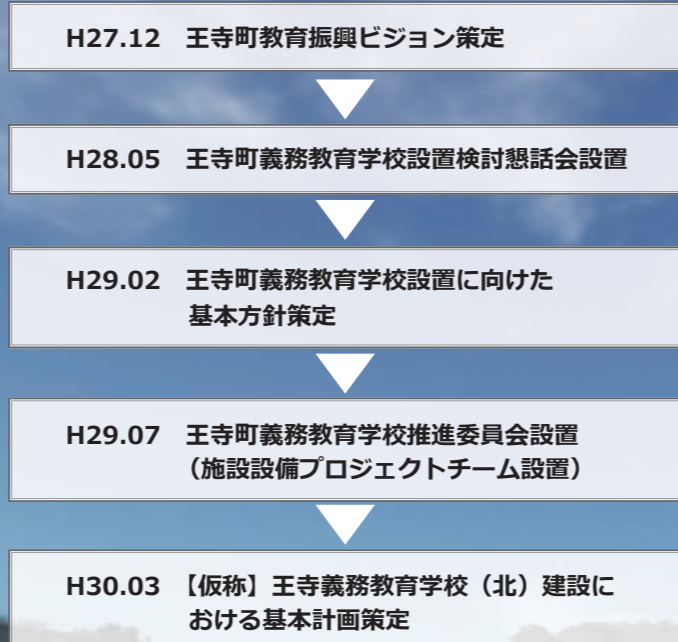 H27.12 王寺町教育振興ビジョン策定
H28.05 王寺町義務教育学校設置検討懇話会設置
H29.02 王寺町義務教育学校設置に向けた
基本方針策定
H29.07 王寺町義務教育学校推進委員会設置
（施設設備プロジェクトチーム設置）
H30.03 【仮称】王寺義務教育学校（北）建設に
おける基本計画策定